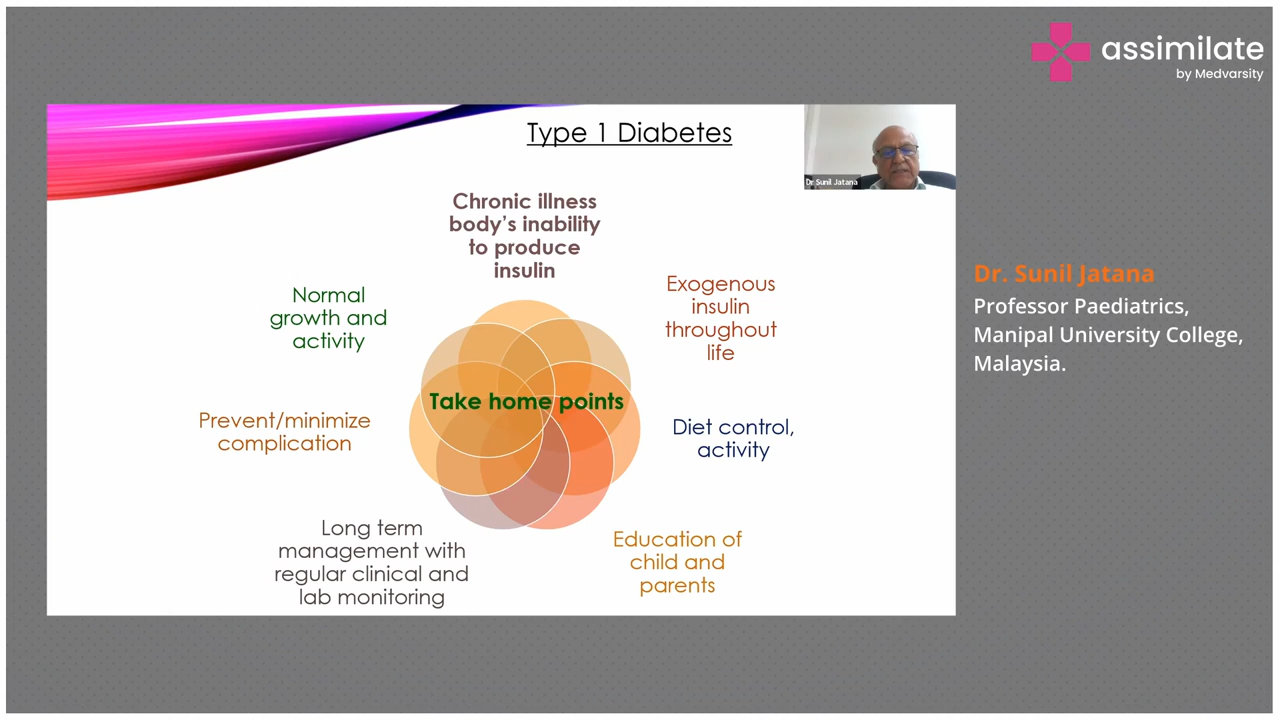 assimilate
by Medvarsity
Type 1 Diabetes
Dr. Sunil Jatana
Chronic illness
body’s inability
to produce
insulin
Exogenous
insulin
throughout
life
Diet control,
activity
Education of
child and
parents
Long term
management with
regular clinical and
lab monitoring
Prevent/minimize
complication
Normal
growth and
activity
Take home points
Dr. Sunil Jatana
Professor Paediatrics,
Manipal University College,
Malaysia.